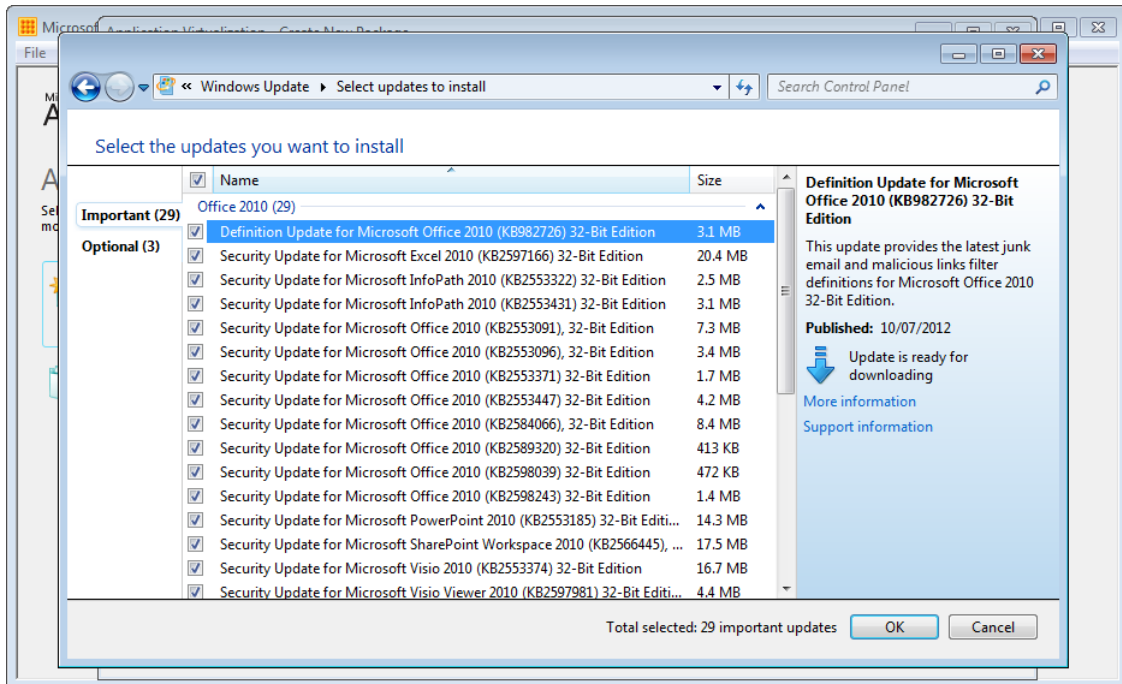 Microsoft Application Virtualization - Create New Package
File
« Windows Update ▸ Select updates to install
Search Control Panel
Mi
A
Select the updates you want to install
A
Sel
mo
Important (29)
Optional (3)
Name Size
Office 2010 (29)
Definition Update for Microsoft Office 2010 (KB982726) 32-Bit Edition 3.1 MB
Security Update for Microsoft Excel 2010 (KB2597166) 32-Bit Edition 20.4 MB
Security Update for Microsoft InfoPath 2010 (KB2553322) 32-Bit Edition 2.5 MB
Security Update for Microsoft InfoPath 2010 (KB2553431) 32-Bit Edition 3.1 MB
Security Update for Microsoft Office 2010 (KB2553091), 32-Bit Edition 7.3 MB
Security Update for Microsoft Office 2010 (KB2553096), 32-Bit Edition 3.4 MB
Security Update for Microsoft Office 2010 (KB2553371) 32-Bit Edition 1.7 MB
Security Update for Microsoft Office 2010 (KB2553447) 32-Bit Edition 4.2 MB
Security Update for Microsoft Office 2010 (KB2584066), 32-Bit Edition 8.4 MB
Security Update for Microsoft Office 2010 (KB2589320) 32-Bit Edition 413 KB
Security Update for Microsoft Office 2010 (KB2598039) 32-Bit Edition 472 KB
Security Update for Microsoft Office 2010 (KB2598243) 32-Bit Edition 1.4 MB
Security Update for Microsoft PowerPoint 2010 (KB2553185) 32-Bit Editi... 14.3 MB
Security Update for Microsoft SharePoint Workspace 2010 (KB2566445), ... 17.5 MB
Security Update for Microsoft Visio 2010 (KB2553374) 32-Bit Edition 16.7 MB
Security Update for Microsoft Visio Viewer 2010 (KB2597981) 32-Bit Editi... 4.4 MB
Definition Update for Microsoft
Office 2010 (KB982726) 32-Bit
Edition
This update provides the latest junk
email and malicious links filter
definitions for Microsoft Office 2010
32-Bit Edition.
Published: 10/07/2012
Update is ready for
downloading
More information
Support information
Total selected: 29 important updates
OK
Cancel